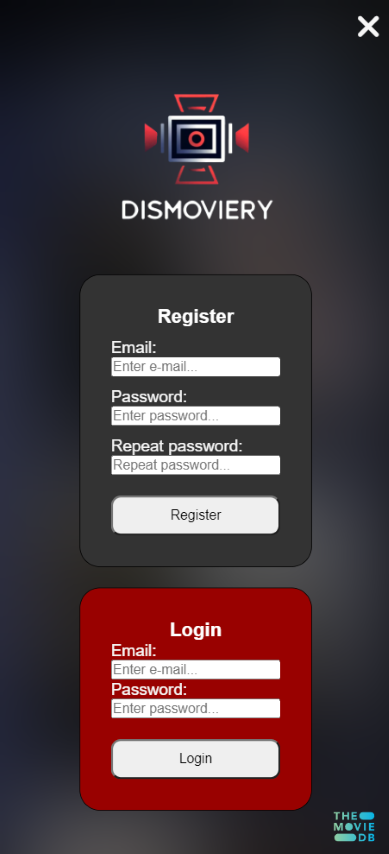 DISMOVIERY
Register
Email:
Enter e-mail...
Password:
Enter password...
Repeat password:
Repeat password...
Register
Login
Email:
Enter e-mail...
Password:
Enter password...
Login
THE
MOVIE
DB